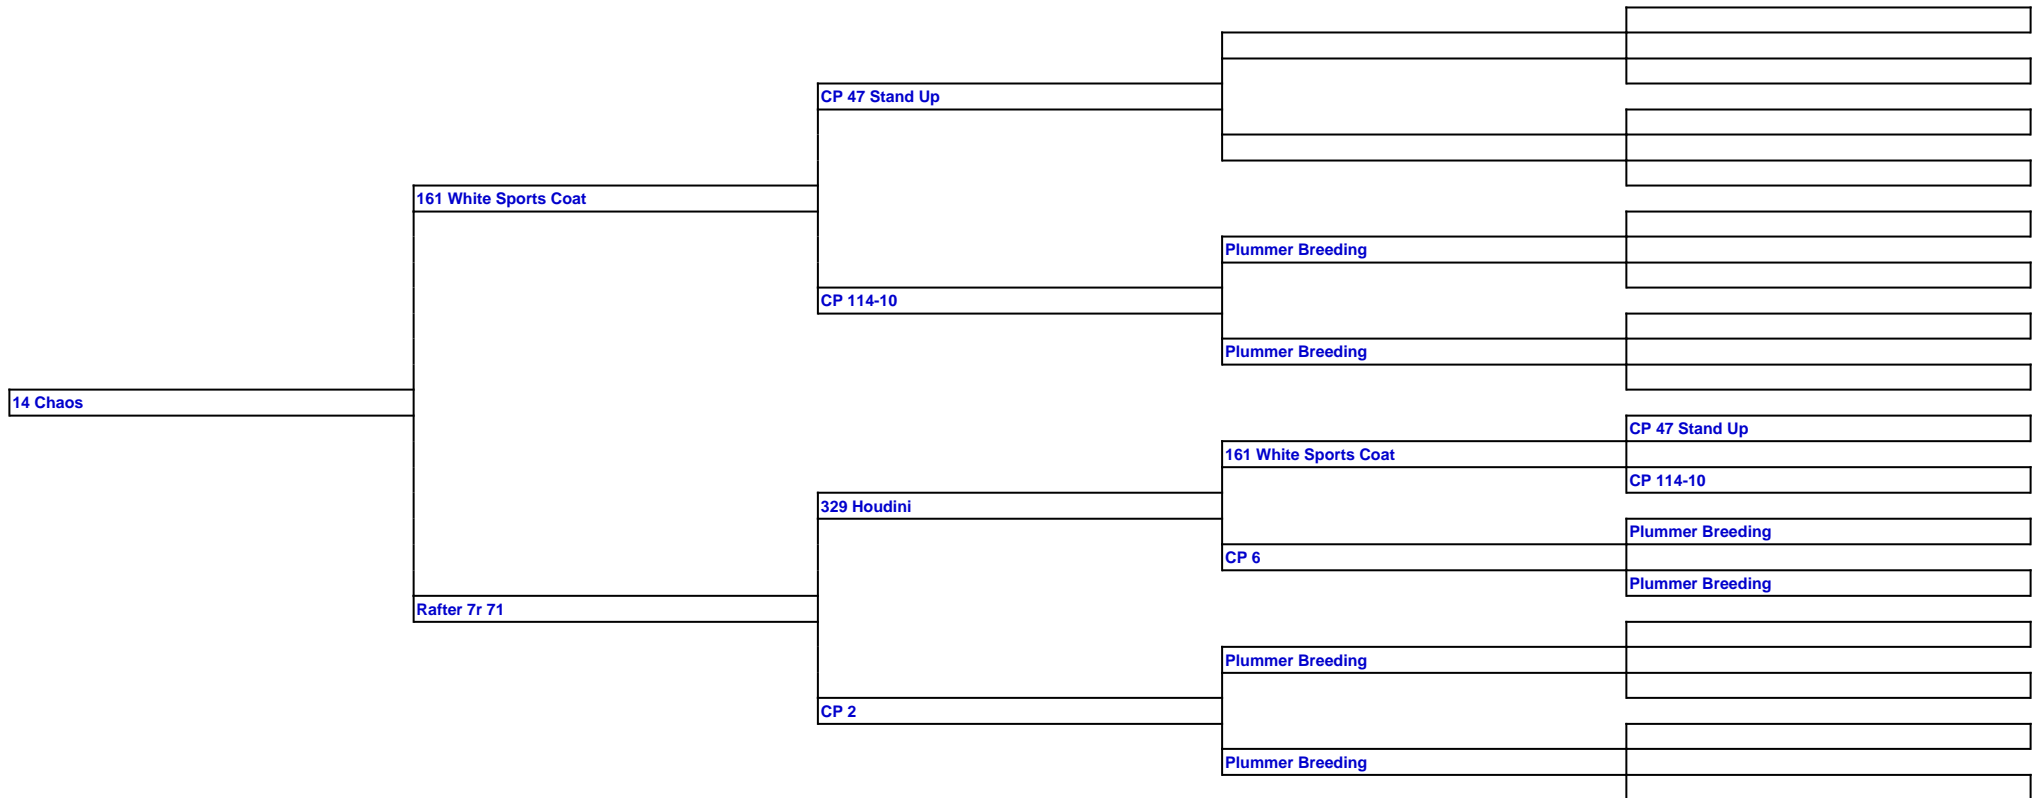 CP 47 Stand Up
161 White Sports Coat
Plummer Breeding
CP 114-10
Plummer Breeding
14 Chaos
CP 47 Stand Up
161 White Sports Coat
CP 114-10
329 Houdini
Plummer Breeding
CP 6
Plummer Breeding
Rafter 7r 71
Plummer Breeding
CP 2
Plummer Breeding